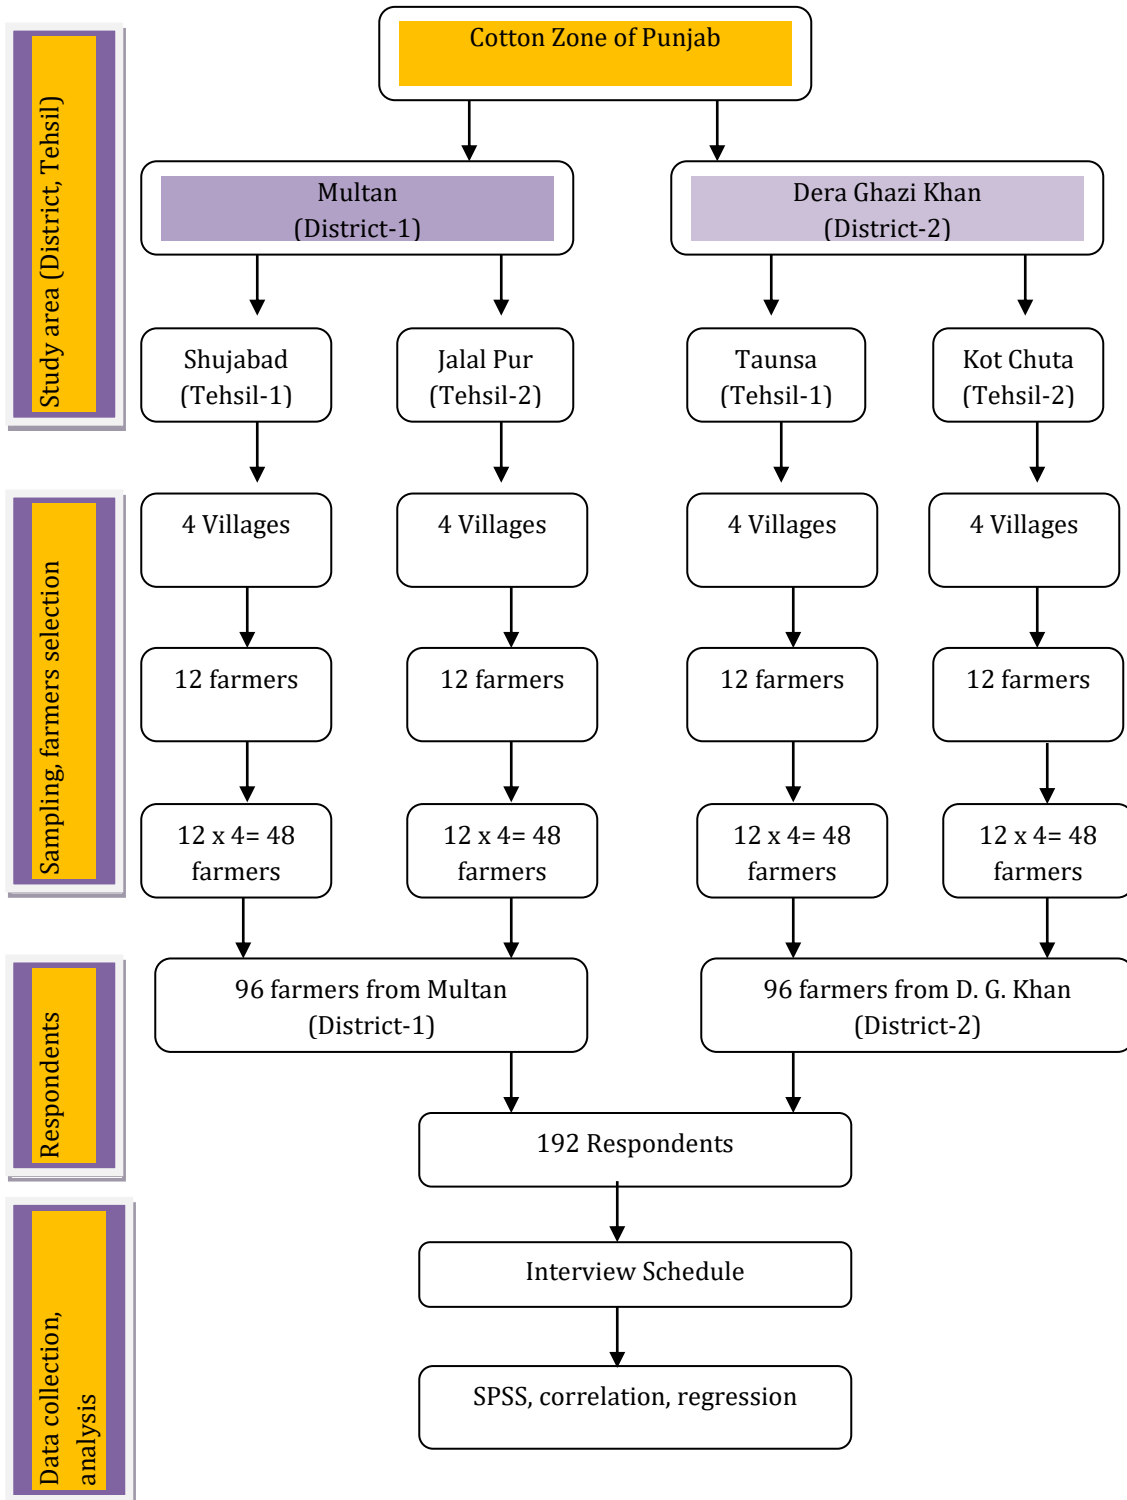 Cotton Zone of Punjab
Study area (District, Tehsil)
Multan
(District-1)
Dera Ghazi Khan
(District-2)
Shujabad
(Tehsil-1)
Jalal Pur
(Tehsil-2)
Taunsa
(Tehsil-1)
Kot Chuta
(Tehsil-2)
Sampling, farmers selection
4 Villages
4 Villages
4 Villages
4 Villages
12 farmers
12 farmers
12 farmers
12 farmers
12 x 4= 48
farmers
12 x 4= 48
farmers
12 x 4= 48
farmers
12 x 4= 48
farmers
Respondents
96 farmers from Multan
(District-1)
96 farmers from D. G. Khan
(District-2)
192 Respondents
Data collection,
analysis
Interview Schedule
SPSS, correlation, regression